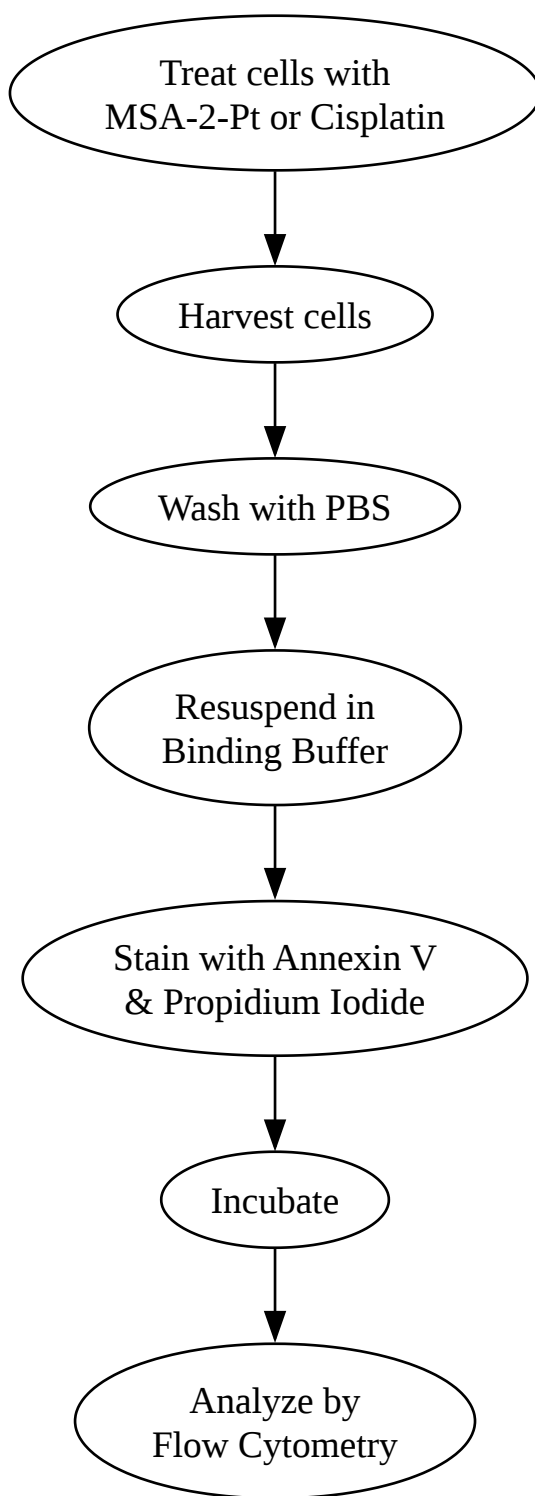 Treat cells with
MSA-2-Pt or Cisplatin
Harvest cells
Wash with PBS
Resuspend in
Binding Buffer
Stain with Annexin V
& Propidium Iodide
Incubate
Analyze by
Flow Cytometry